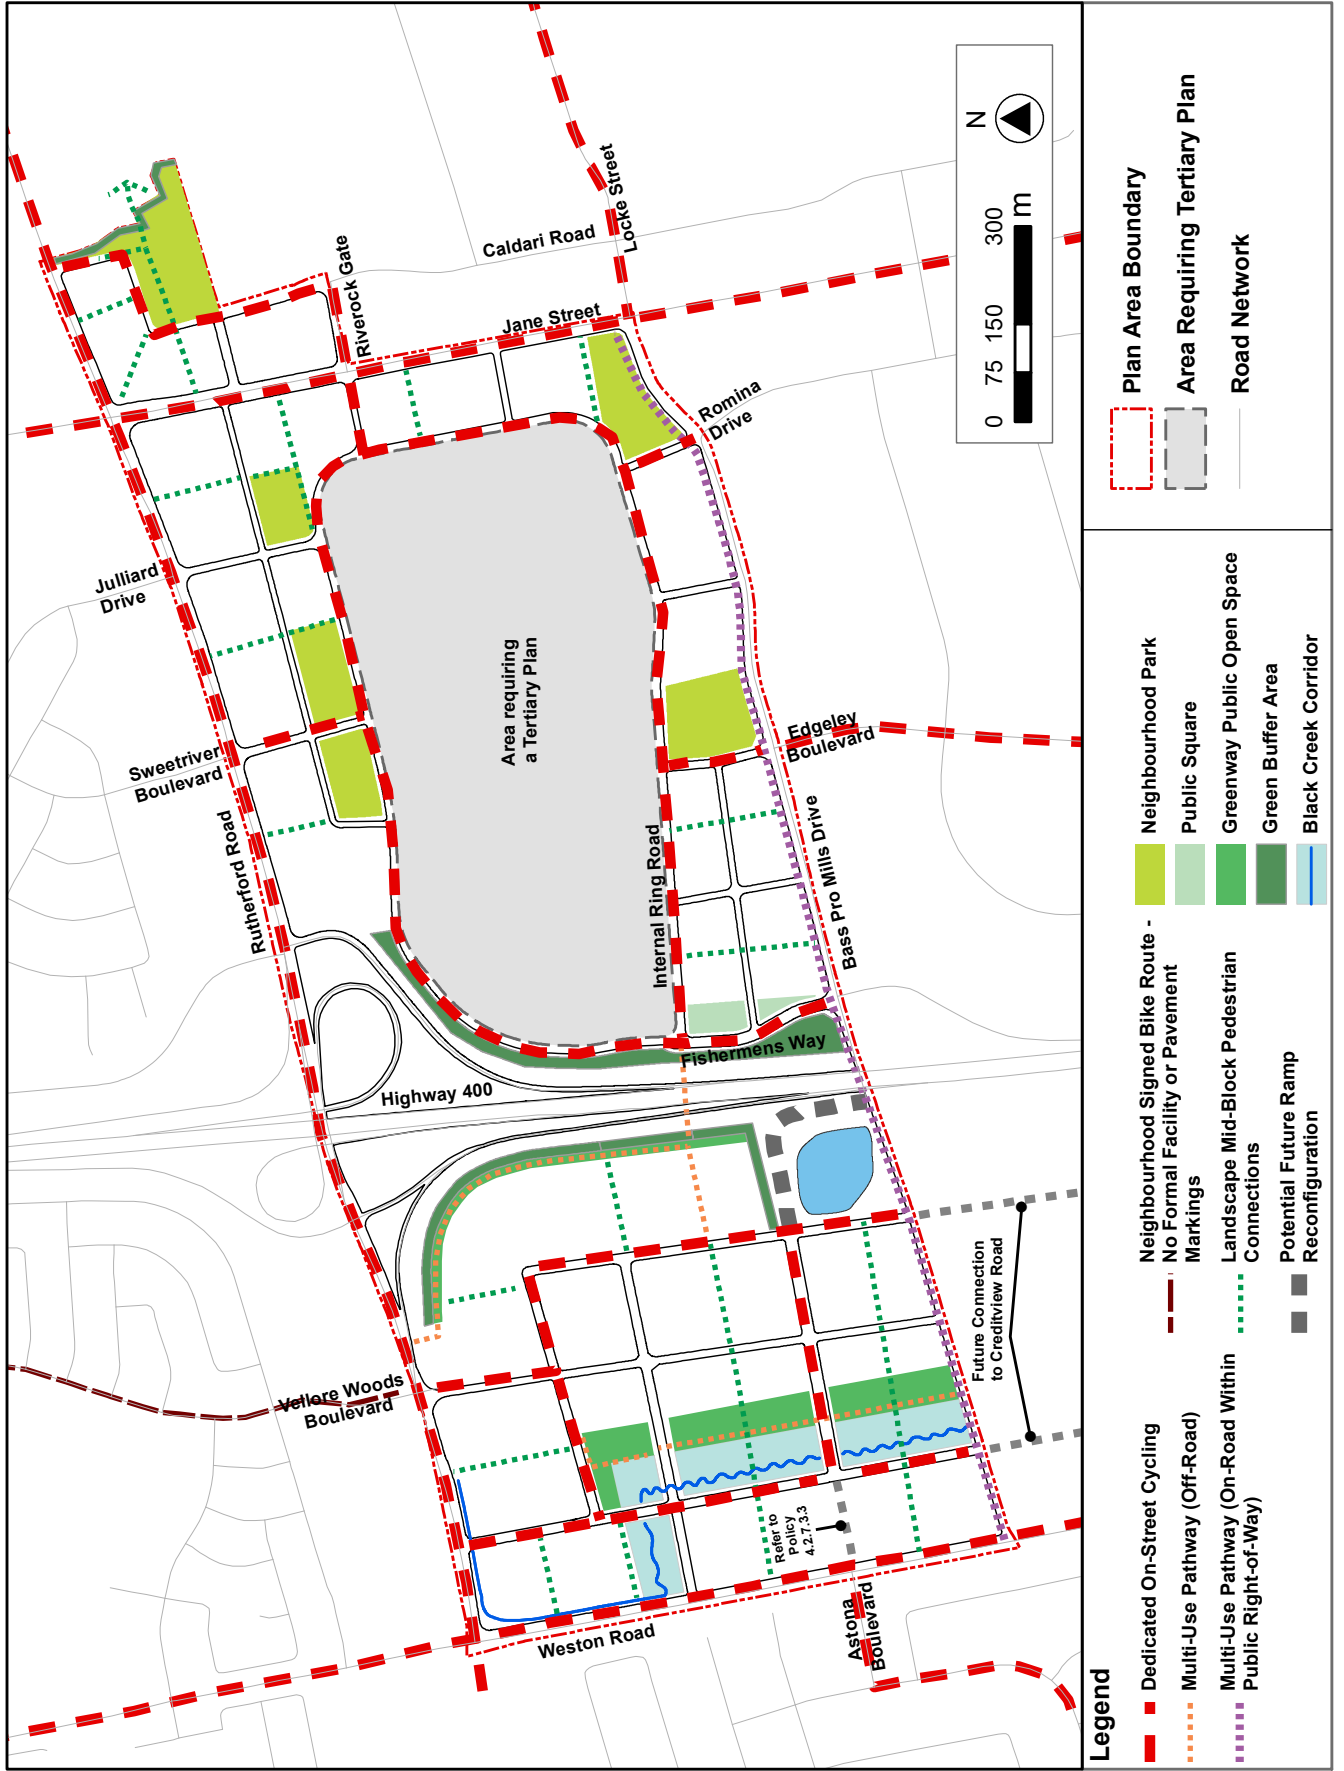 Rutherford Road
Julliard
Drive
Sweetriver
Boulevard
Vellore Woods
Boulevard
Highway 400
Weston Road
Astona
Boulevard
Refer to
Policy
4.2.7.3.3
Future Connection
to Creditview Road
Fishermens Way
Internal Ring Road
Bass Pro Mills Drive
Edgeley
Boulevard
Area requiring
a Tertiary Plan
Romina
Drive
Jane Street
Riverock Gate
Caldari Road
Locke Street
N
0 75 150 300
m
Legend
Dedicated On-Street Cycling
Multi-Use Pathway (Off-Road)
Multi-Use Pathway (On-Road Within
Public Right-of-Way)
Neighbourhood Signed Bike Route -
No Formal Facility or Pavement
Markings
Landscape Mid-Block Pedestrian
Connections
Potential Future Ramp
Reconfiguration
Neighbourhood Park
Public Square
Greenway Public Open Space
Green Buffer Area
Black Creek Corridor
Plan Area Boundary
Area Requiring Tertiary Plan
Road Network